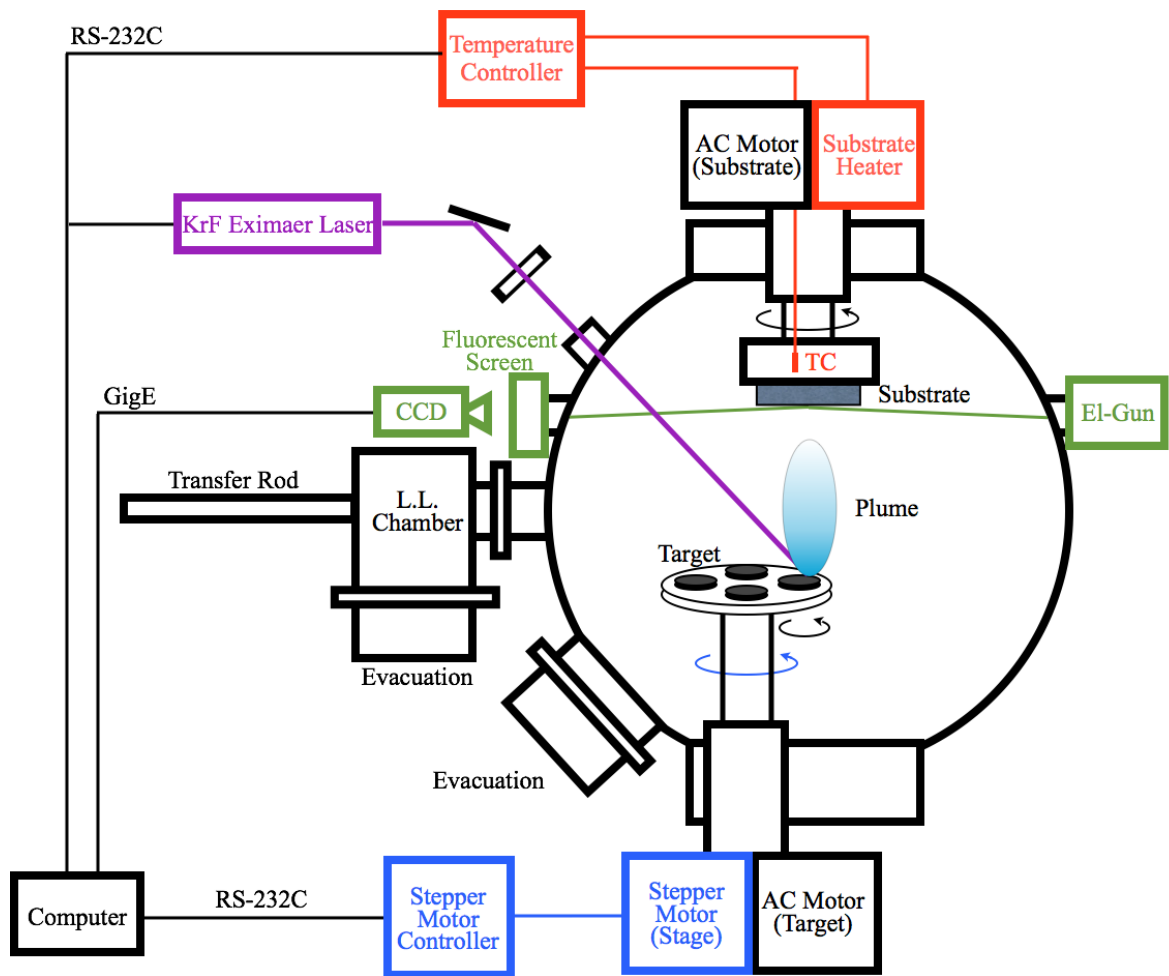 RS-232C
Temperature
Controller
AC Motor
(Substrate)
Substrate
Heater
KrF Eximaer Laser
Fluorescent
Screen
TC
Substrate
GigE
CCD
El-Gun
Transfer Rod
L.L.
Chamber
Plume
Target
Evacuation
Evacuation
Computer
RS-232C
Stepper
Motor
Controller
Stepper
Motor
(Stage)
AC Motor
(Target)